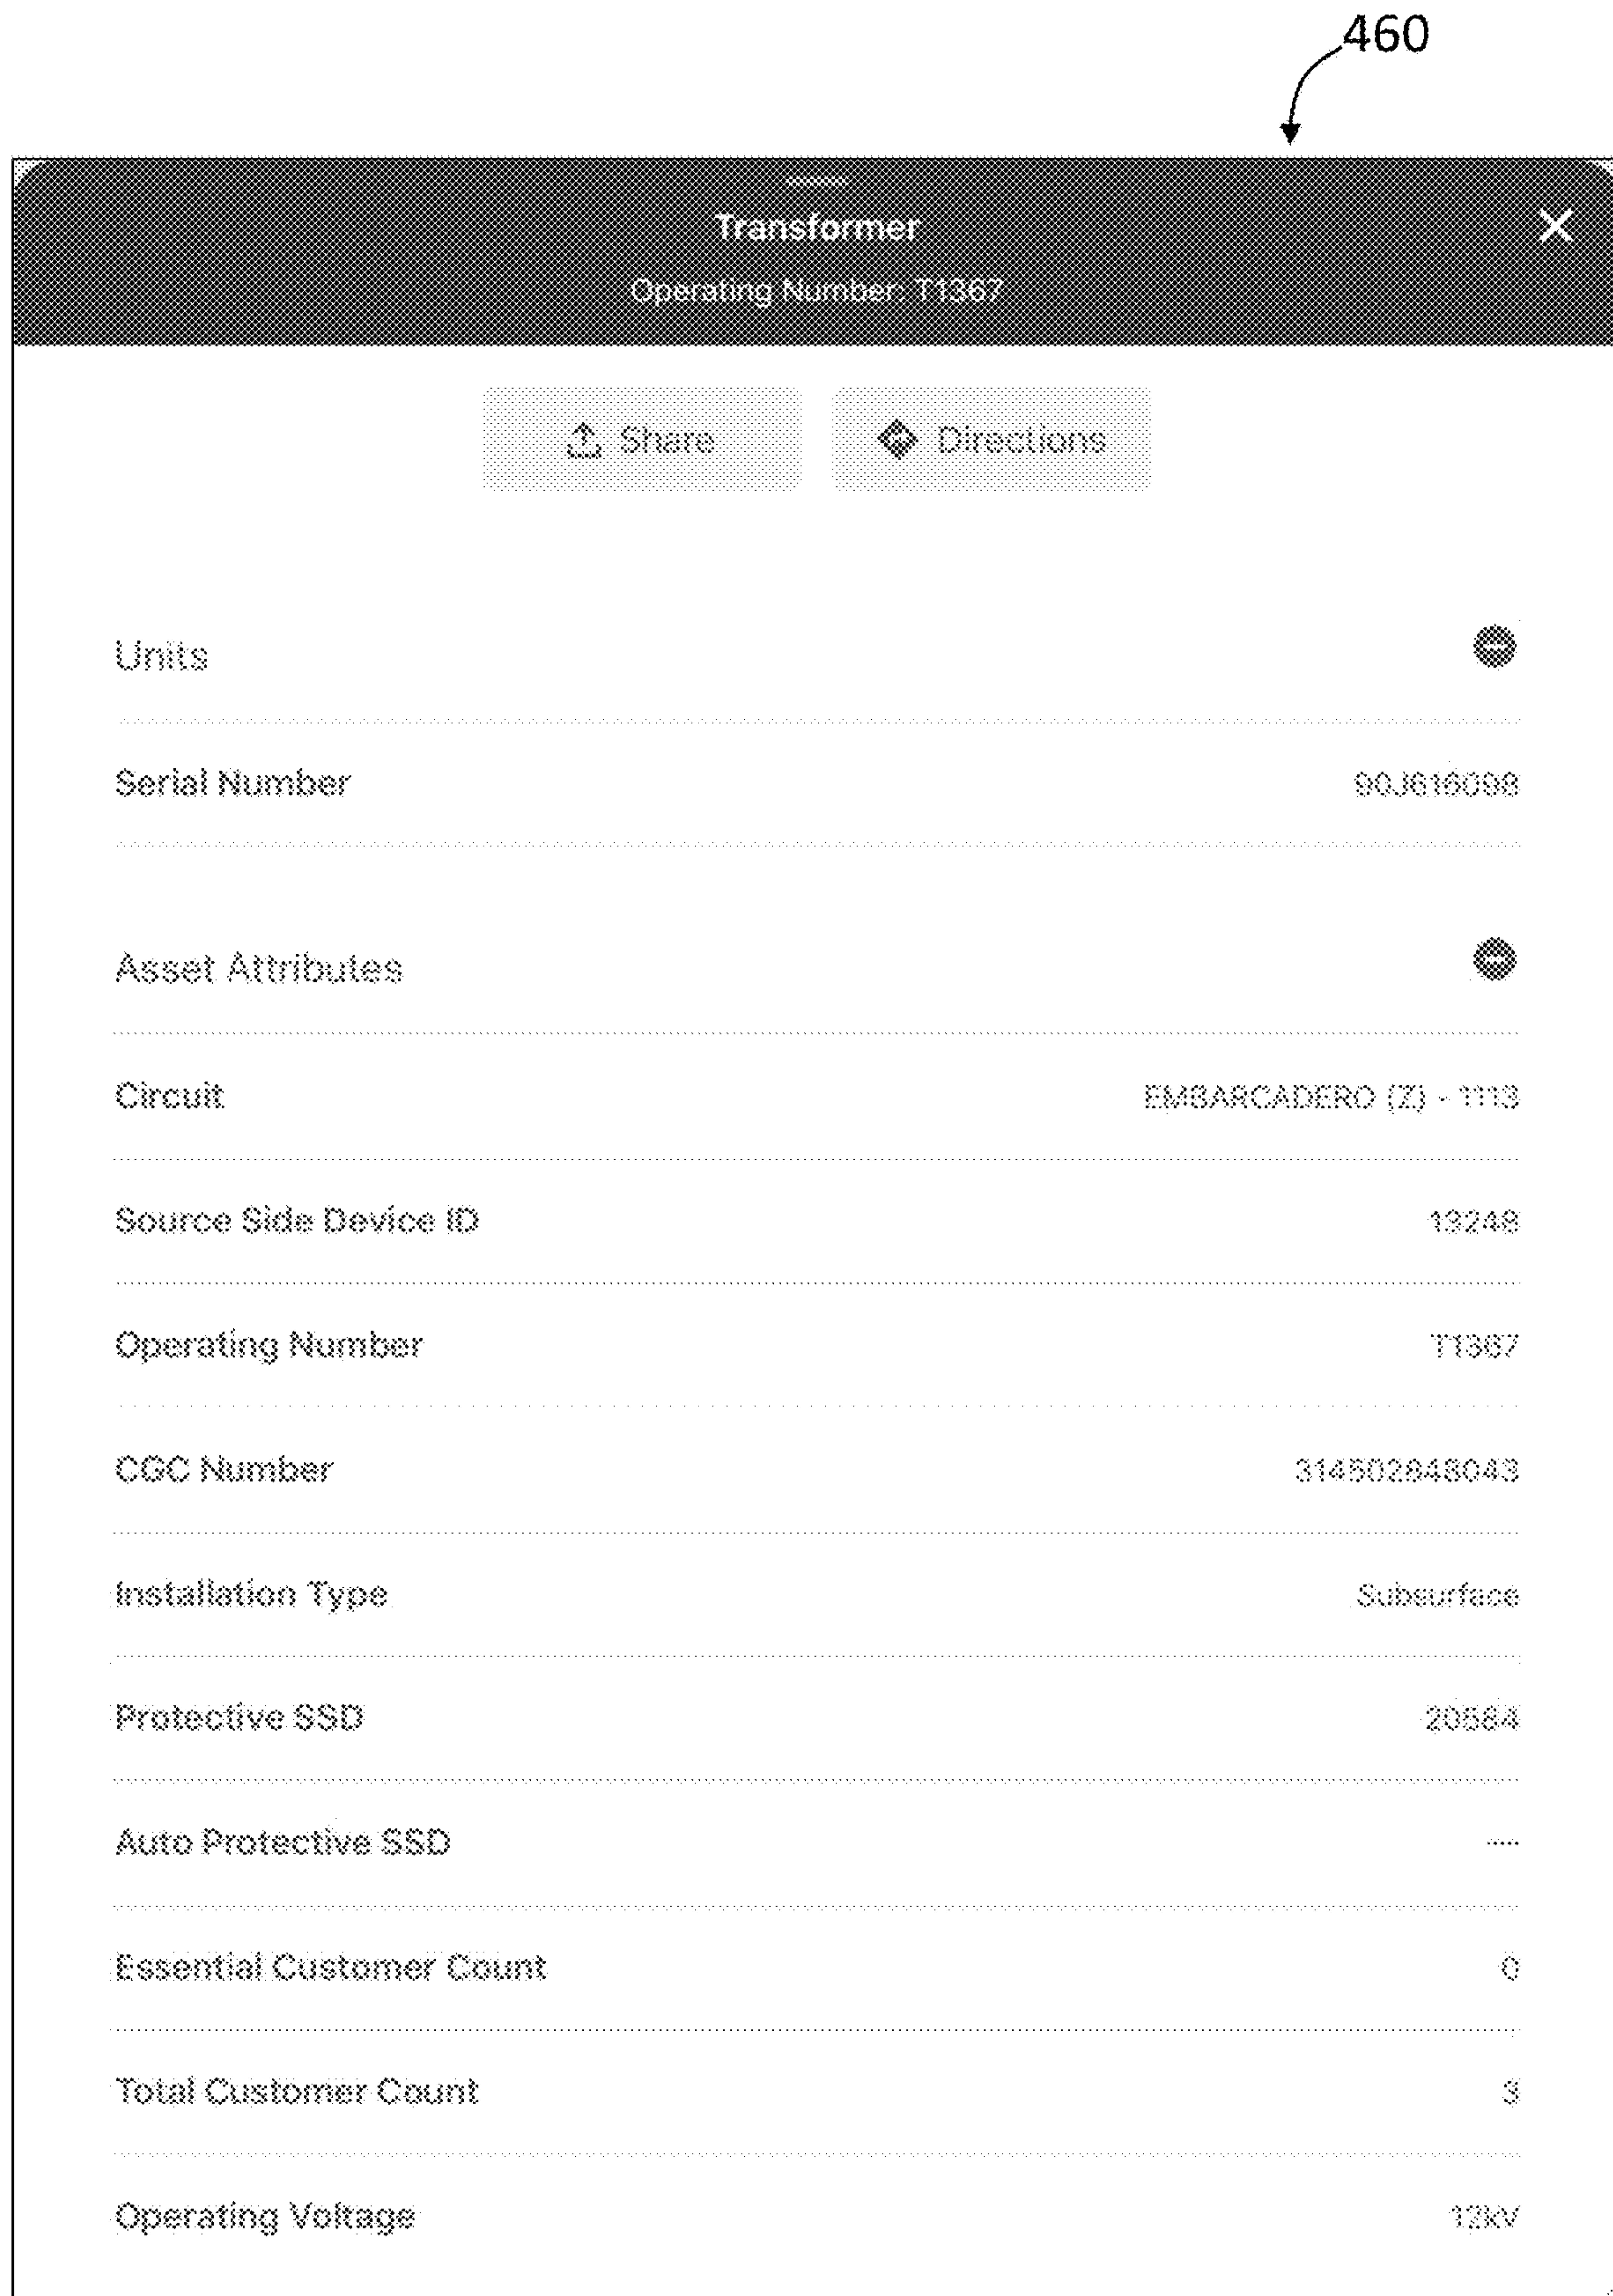 460
Transformer
Operating Number: T1367
Share
Directions
Units
Serial Number 90J616098
Asset Attributes
Circuit EMBARCADERO (Z) - 1113
Source Side Device ID 13248
Operating Number T1367
CGC Number 314502848043
Installation Type Subsurface
Protective SSD 20564
Auto Protective SSD ----
Essential Customer Count 0
Total Customer Count 3
Operating Voltage 12kV